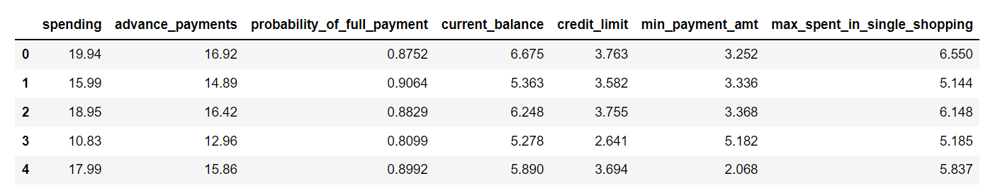 spending advance_payments probability_of_full_payment current_balance credit_limit min_payment_amt max_spent_in_single_shopping
0 19.94 16.92 0.8752 6.675 3.763 3.252 6.550
1 15.99 14.89 0.9064 5.363 3.582 3.336 5.144
2 18.95 16.42 0.8829 6.248 3.755 3.368 6.148
3 10.83 12.96 0.8099 5.278 2.641 5.182 5.185
4 17.99 15.86 0.8992 5.890 3.694 2.068 5.837